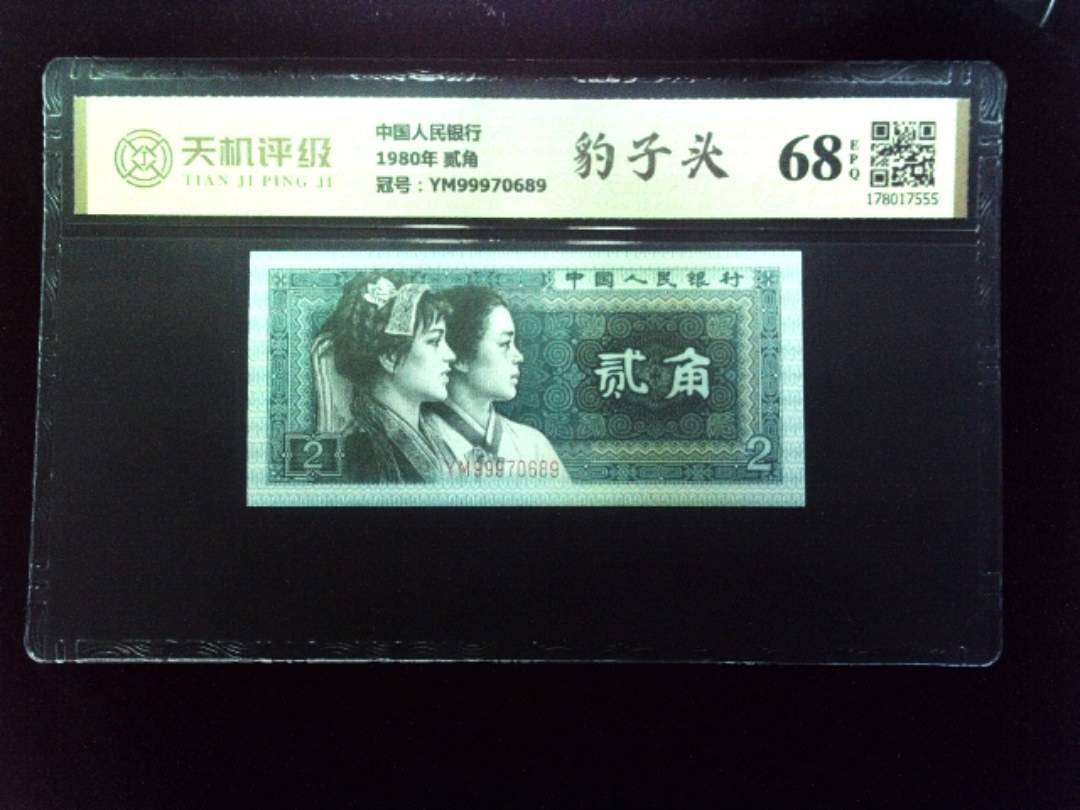 天机评级
TIAN JI PING JI
中国人民银行
1980年 贰角
冠号：YM99970689
豹子头
68
EPQ
178017555
中国人民银行
贰角
2
2
YM99970689